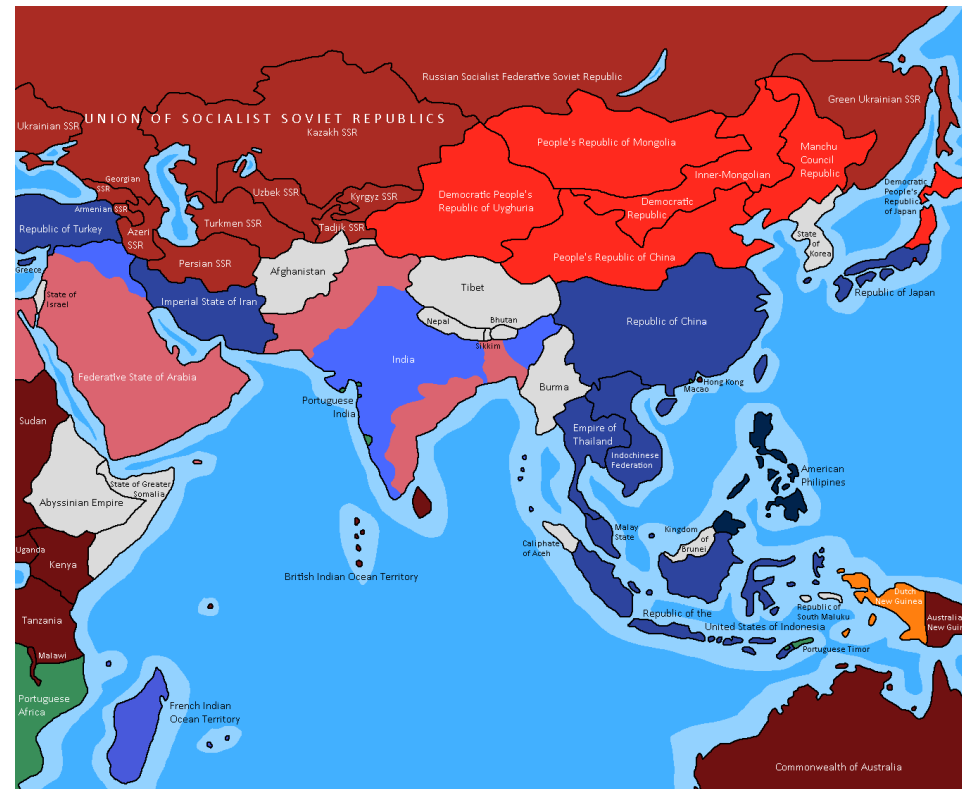 Russian Socialist Federative Soviet Republic
Green Ukrainian SSR
UNION OF SOCIALIST SOVIET REPUBLICS
Ukrainian SSR
Kazakh SSR
People's Republic of Mongolia
Manchu
Council
Republic
Inner-Mongolian
Democratic
Republic
Georgian
SSR
Uzbek SSR
Kyrgyz SSR
Democratic People's
Republic of Uyghuria
Democratic
People's
Republic
of Japan
Armenian SSR
Republic of Turkey
Azeri
SSR
Turkmen SSR
Tadjik SSR
State
of
Korea
Persian SSR
Afghanistan
People's Republic of China
Greece
State of
Israel
Imperial State of Iran
Tibet
Republic of Japan
Nepal
Bhutan
Sikkim
Republic of China
India
Federative State of Arabia
Burma
Hong Kong
Macao
Portuguese
India
Sudan
Empire of
Thailand
Indochinese
Federation
American
Philipines
State of Greater
Somalia
Abyssinian Empire
Malay
State
Kingdom
of
Brunei
Caliphate
of Aceh
Uganda
Kenya
British Indian Ocean Territory
Dutch
New Guinea
Republic of
South Maluku
Republic of the
United States of Indonesia
Australia
New Gui
Tanzania
Malawi
Portuguese Timor
Portuguese
Africa
French Indian
Ocean Territory
Commonwealth of Australia